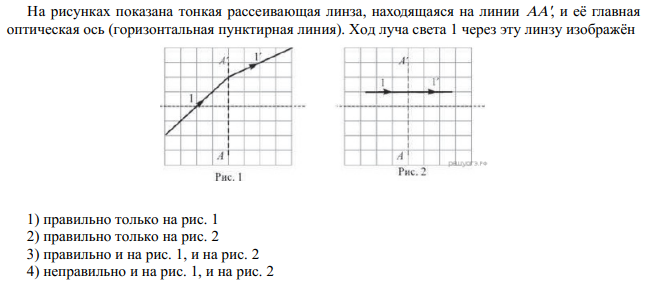 На рисунках показана тонкая рассеивающая линза, находящаяся на линии AA′, и её главная
оптическая ось (горизонтальная пунктирная линия). Ход луча света 1 через эту линзу изображён
A′ 1′ A′
1 1 1′
A A
решуогэ.рф
Рис. 1 Рис. 2
1) правильно только на рис. 1
2) правильно только на рис. 2
3) правильно и на рис. 1, и на рис. 2
4) неправильно и на рис. 1, и на рис. 2